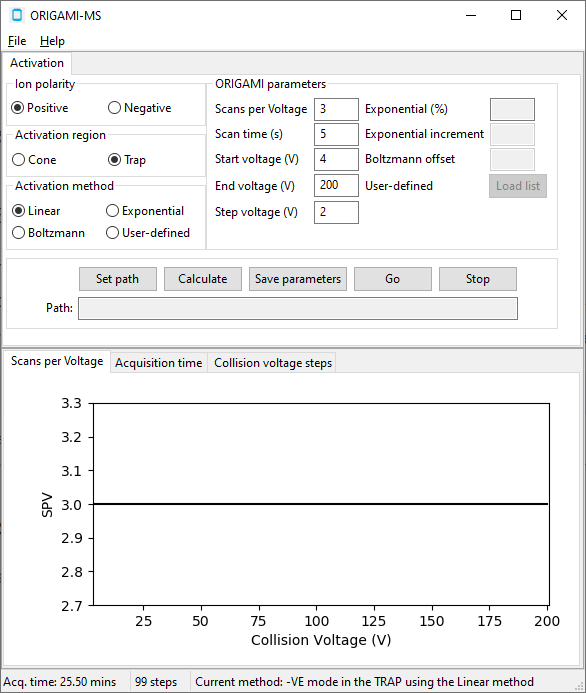 ORIGAMI-MS
File Help
Activation
Ion polarity
Positive Negative
Activation region
Cone Trap
Activation method
Linear Exponential
Boltzmann User-defined
ORIGAMI parameters
Scans per Voltage 3 Exponential (%)
Scan time (s) 5 Exponential increment
Start voltage (V) 4 Boltzmann offset
End voltage (V) 200 User-defined Load list
Step voltage (V) 2
Set path Calculate Save parameters Go Stop
Path:
Scans per Voltage Acquisition time Collision voltage steps
3.3
3.2
3.1
3.0
2.9
2.8
2.7
SPV
25 50 75 100 125 150 175 200
Collision Voltage (V)
Acq. time: 25.50 mins 99 steps Current method: -VE mode in the TRAP using the Linear method